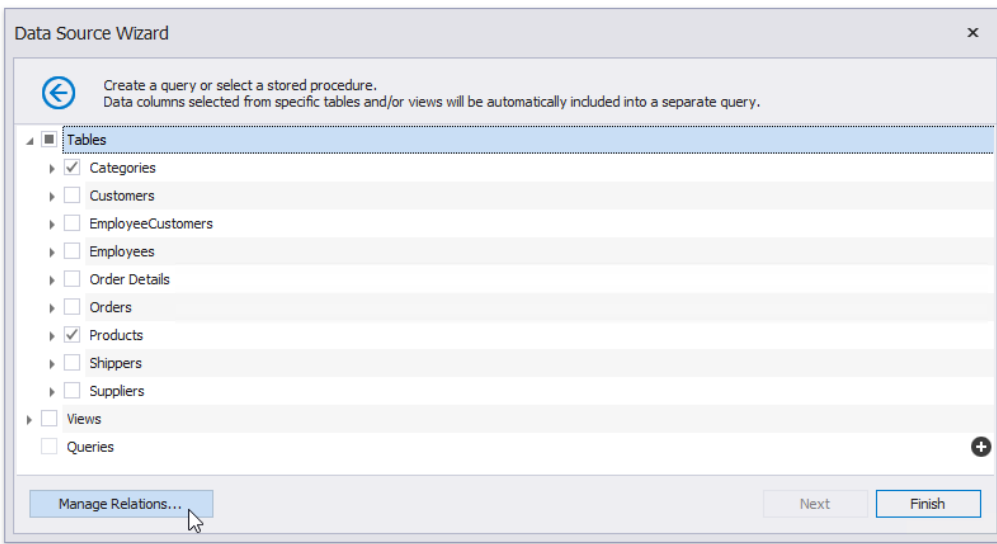 Data Source Wizard
Create a query or select a stored procedure.
Data columns selected from specific tables and/or views will be automatically included into a separate query.
Tables
Categories
Customers
EmployeeCustomers
Employees
Order Details
Orders
Products
Shippers
Suppliers
Views
Queries
Manage Relations... Next Finish